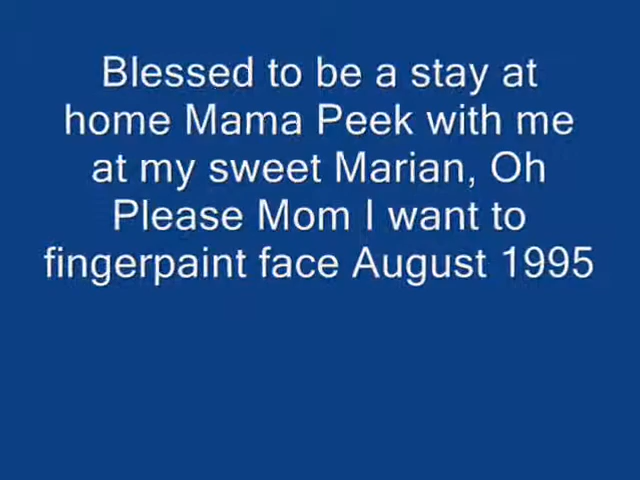 Blessed to be a stay at
home Mama Peek with me
at my sweet Marian, Oh
Please Mom I want to
fingerpaint face August 1995